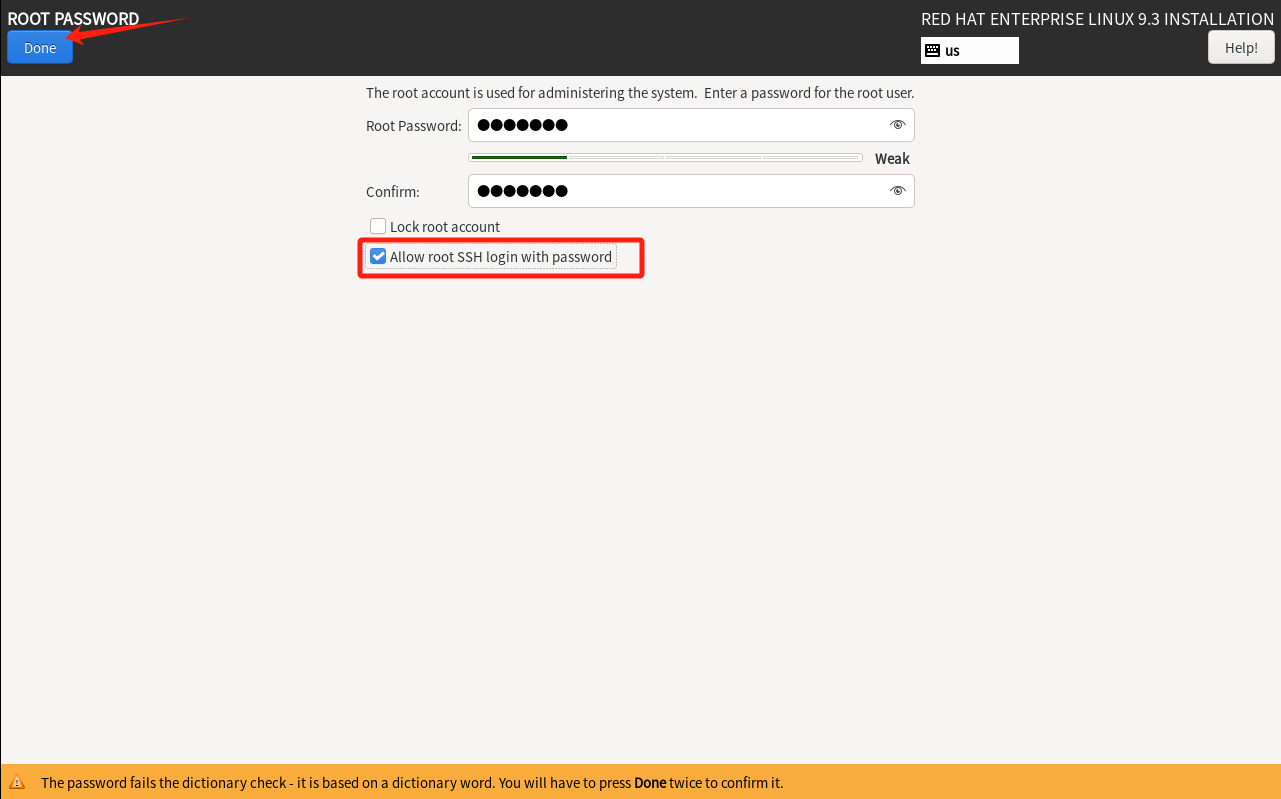 ROOT PASSWORD
RED HAT ENTERPRISE LINUX 9.3 INSTALLATION
Done
us
Help!
The root account is used for administering the system.  Enter a password for the root user.
Root Password: ●●●●●●●
Weak
Confirm: ●●●●●●●
Lock root account
Allow root SSH login with password
The password fails the dictionary check - it is based on a dictionary word. You will have to press Done twice to confirm it.